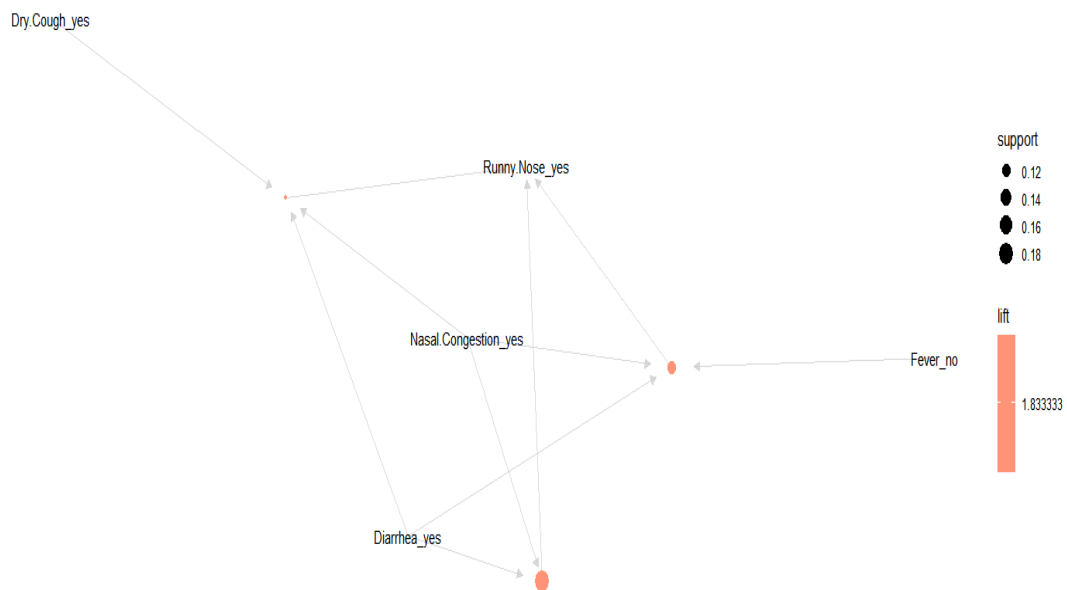 Dry.Cough_yes
Runny.Nose_yes
Nasal.Congestion_yes
Fever_no
Diarrhea_yes
support
0.12
0.14
0.16
0.18
lift
1.833333